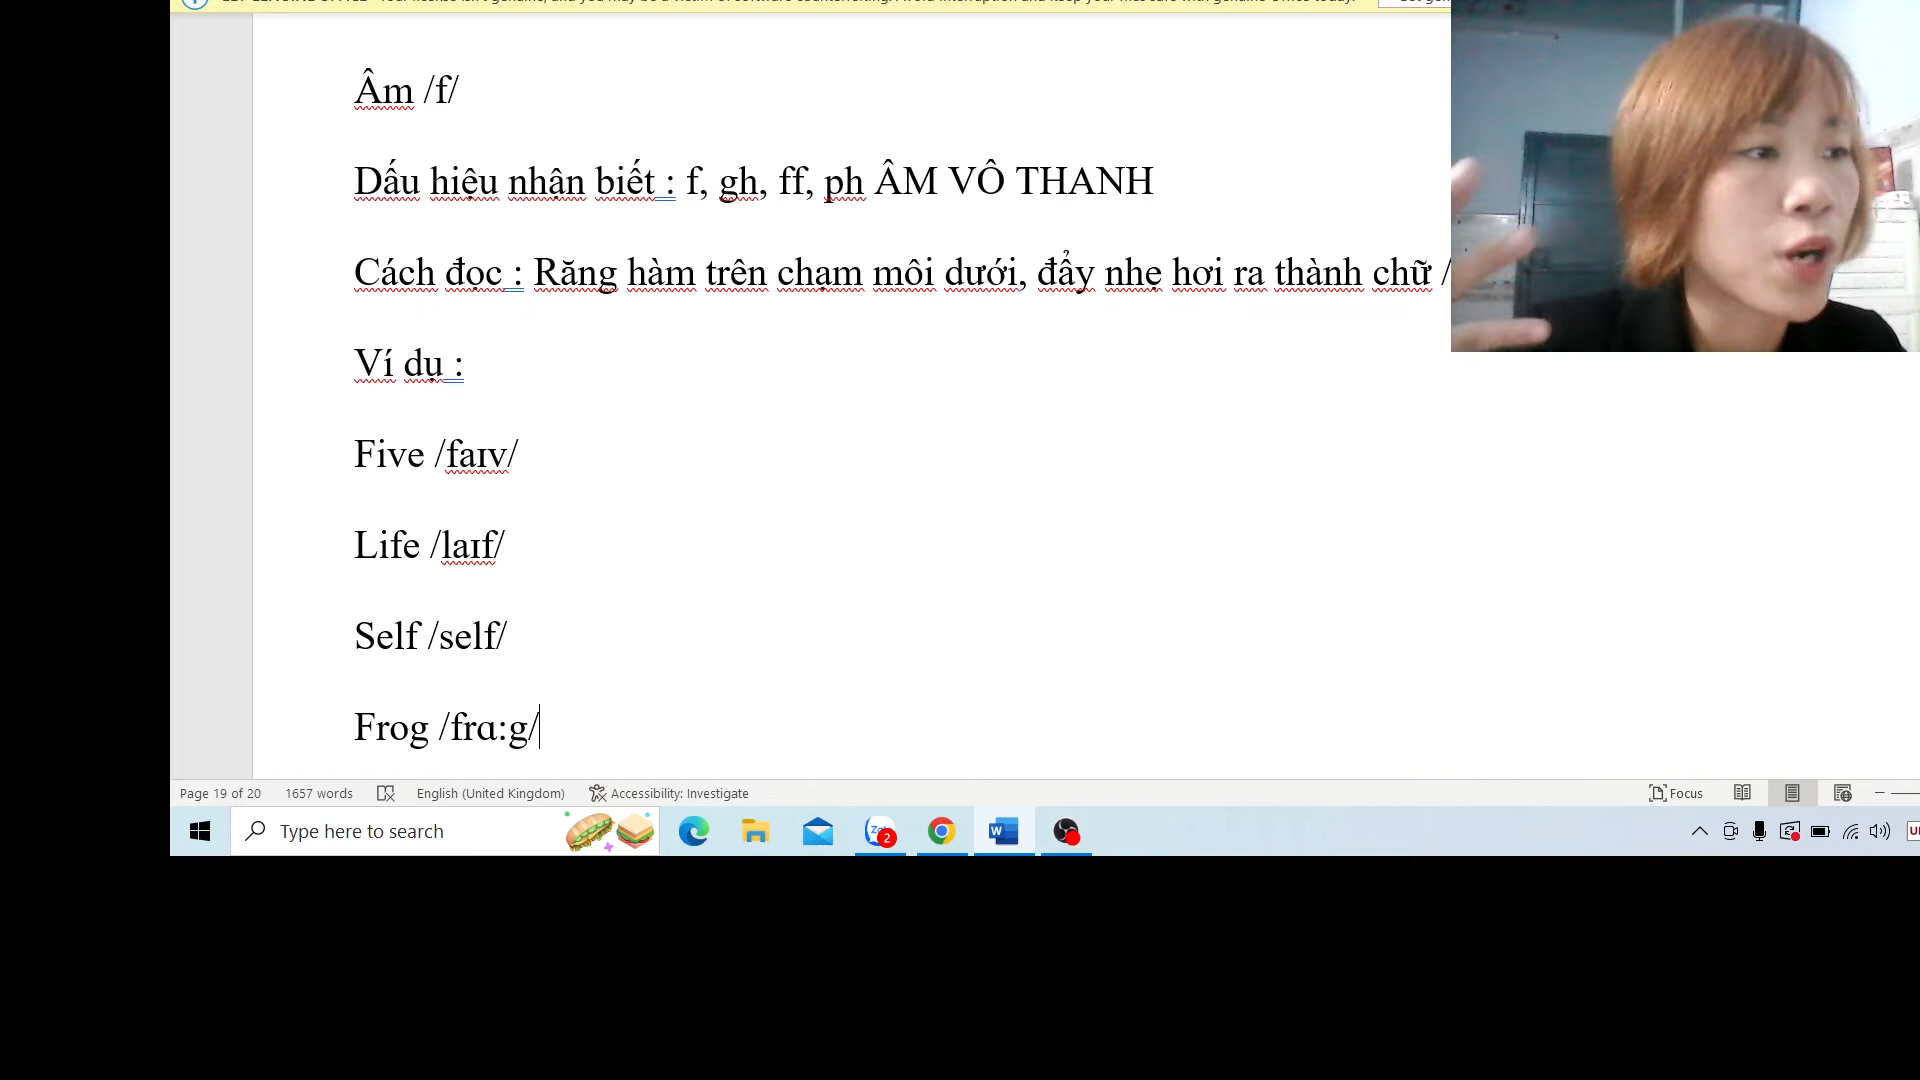 Âm /f/
Dấu hiệu nhận biết : f, gh, ff, ph ÂM VÔ THANH
Cách đọc : Răng hàm trên chạm môi dưới, đẩy nhẹ hơi ra thành chữ /
Ví dụ :
Five /faɪv/
Life /laɪf/
Self /self/
Frog /frɑ:g/
Page 19 of 20 1657 words English (United Kingdom) Accessibility: Investigate Focus
Type here to search
2